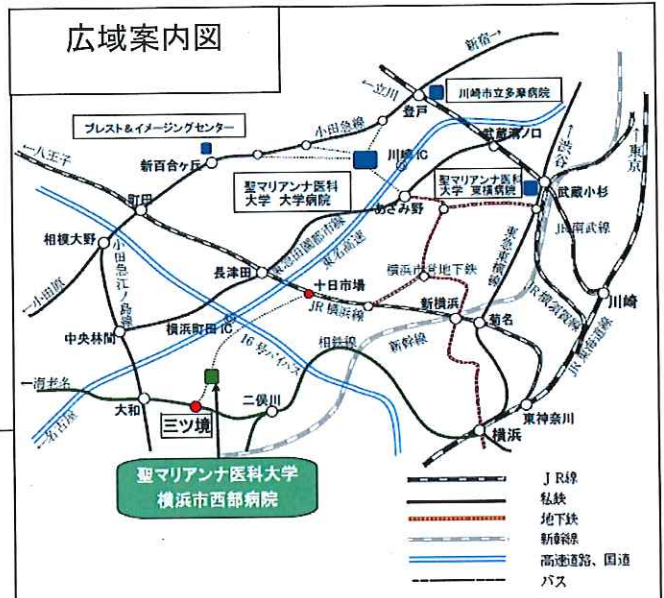 広域案内図
新宿→
←立川
川崎市立多摩病院
登戸
ブレスト&イメージングセンター
小田急線
武蔵溝ノ口
←渋谷
←東京
←八王子
新百合ヶ丘
川崎IC
聖マリアンナ医科
大学 大学病院
聖マリアンナ医科
大学 東横病院
武蔵小杉
町田
あざみ野
JR南武線
相模大野
東急田園都市線
東名高速
東急東横線
←小田原
小田急江ノ島線
長津田
十日市場
横浜市営地下鉄
JR横須賀線
川崎
JR横浜線
新横浜
菊名
JR東海道線
中央林間
横浜町田IC
16号バイパス
相鉄線
新幹線
←海老名
大和
二俣川
東神奈川
←名古屋
三ツ境
横浜
聖マリアンナ医科大学
横浜市西部病院
JR線
私鉄
地下鉄
新幹線
高速道路、国道
バス